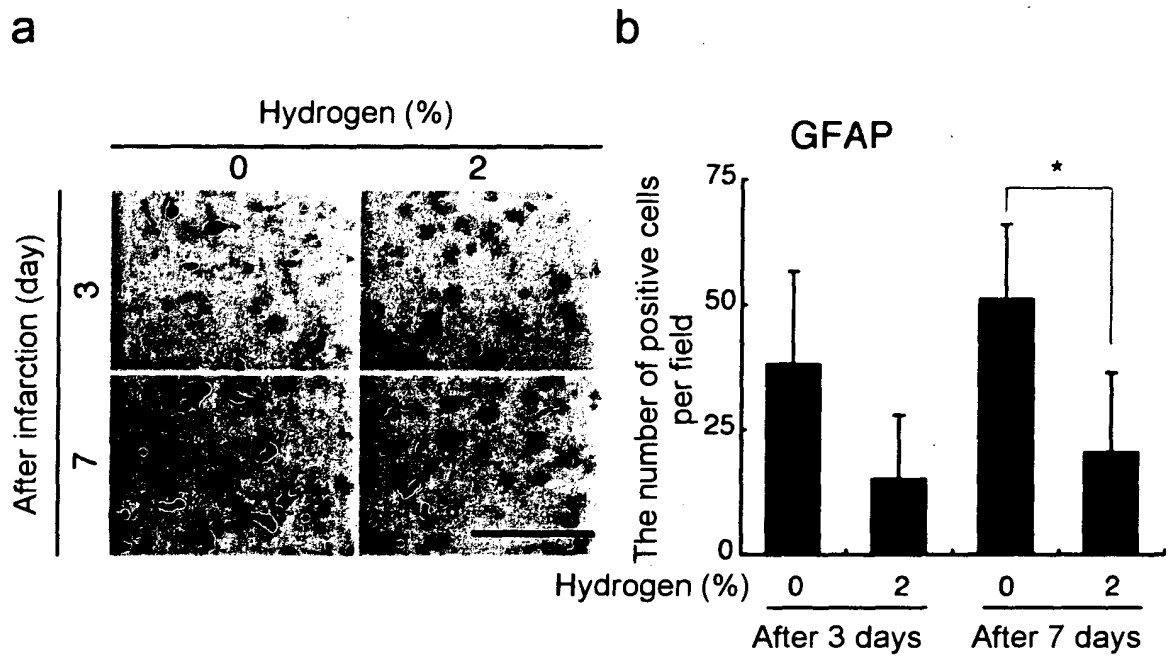 a
Hydrogen (%)
0 2
After infarction (day)
3
7
b
GFAP
*
The number of positive cells
per field
75
50
25
0
Hydrogen (%) 0 2 0 2
After 3 days After 7 days